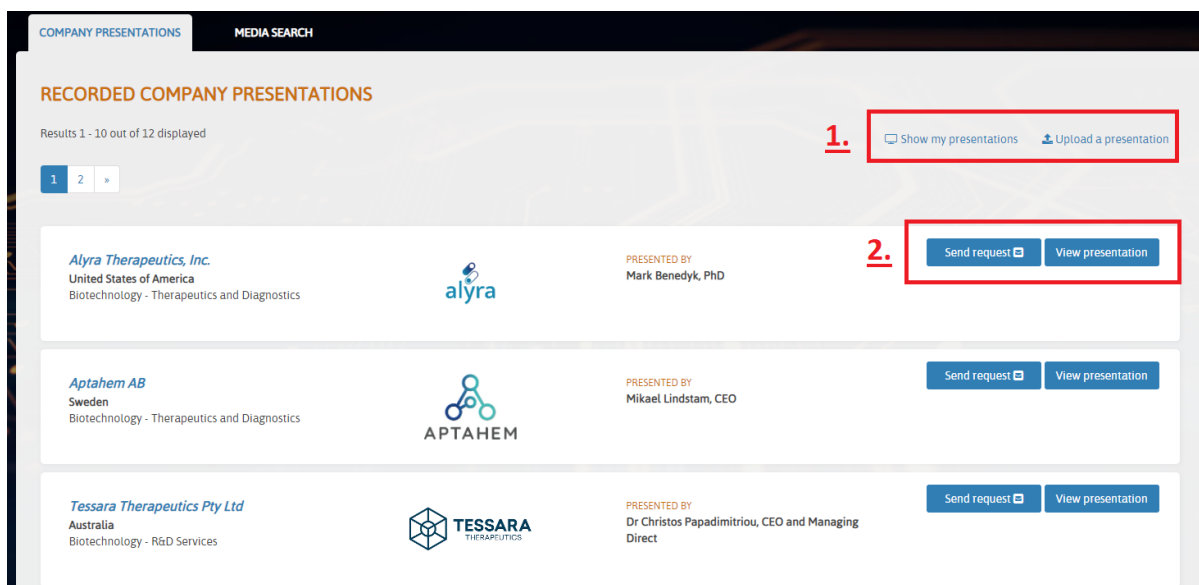 COMPANY PRESENTATIONS MEDIA SEARCH
RECORDED COMPANY PRESENTATIONS
Results 1 - 10 out of 12 displayed
1. Show my presentations Upload a presentation
1 2 »
2. Send request View presentation
Alyra Therapeutics, Inc.
United States of America
Biotechnology - Therapeutics and Diagnostics
alyra
PRESENTED BY
Mark Benedyk, PhD
Send request View presentation
Aptahem AB
Sweden
Biotechnology - Therapeutics and Diagnostics
APTAHEM
PRESENTED BY
Mikael Lindstam, CEO
Send request View presentation
Tessara Therapeutics Pty Ltd
Australia
Biotechnology - R&D Services
TESSARA
THERAPEUTICS
PRESENTED BY
Dr Christos Papadimitriou, CEO and Managing
Direct